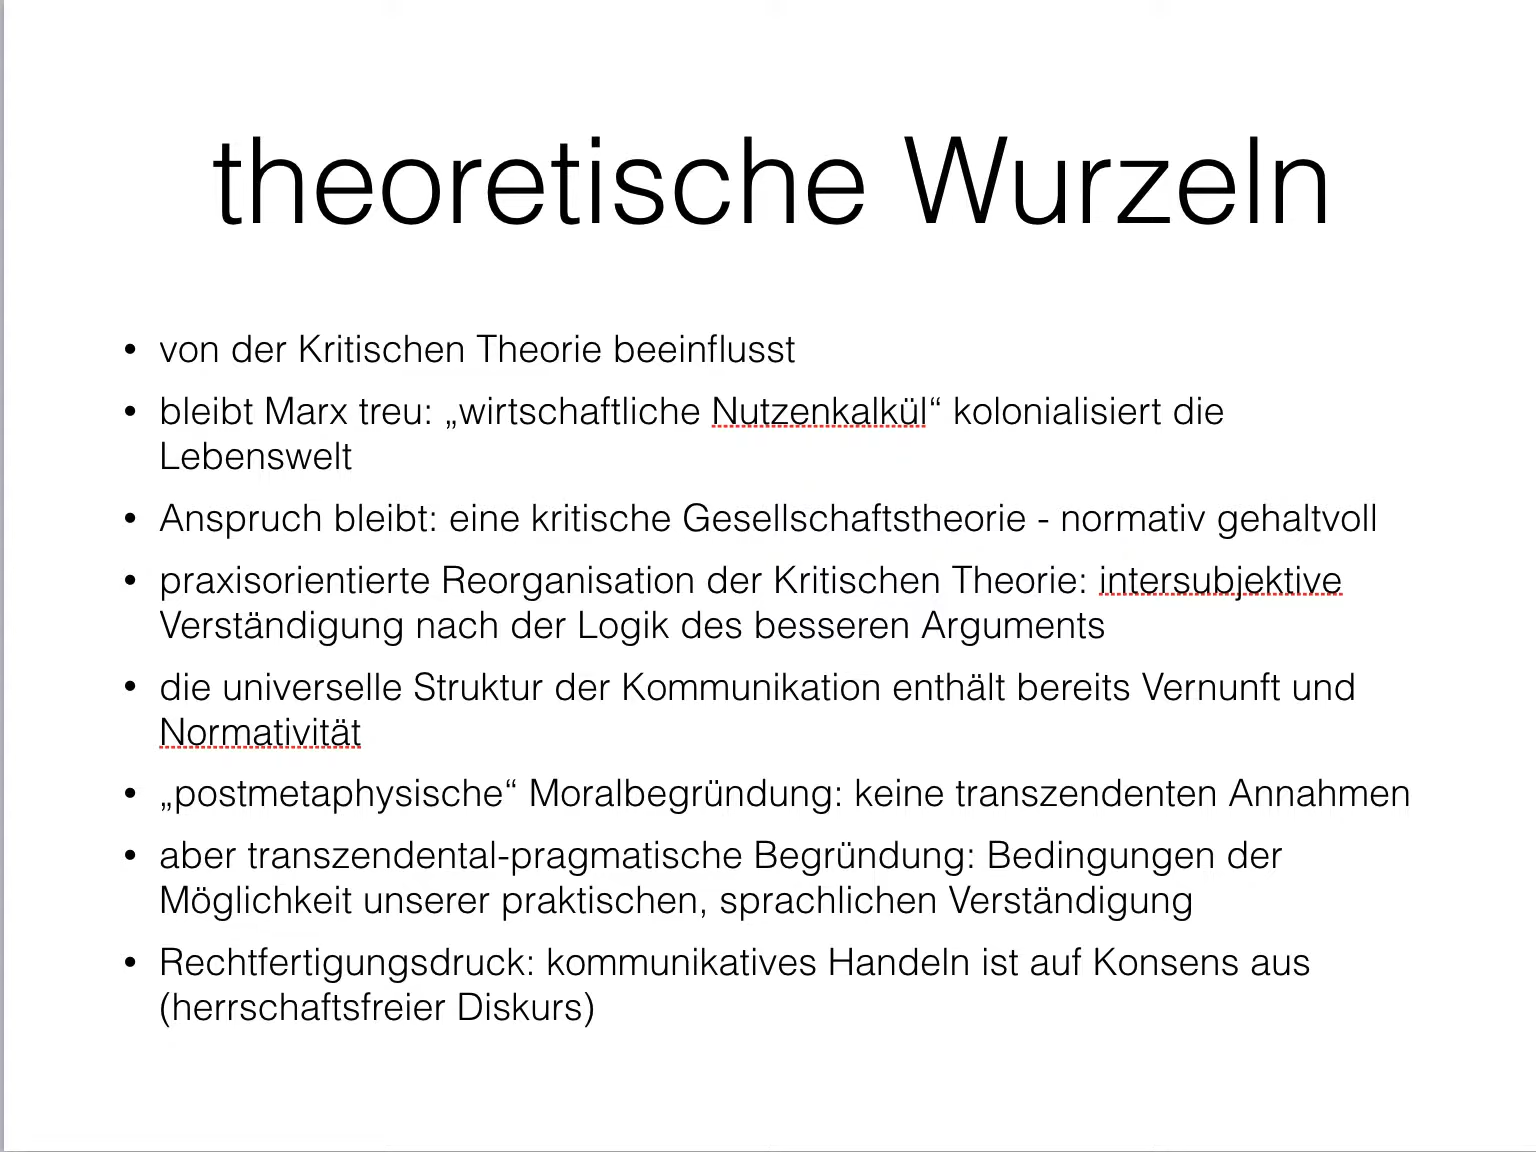 theoretische Wurzeln
• von der Kritischen Theorie beeinflusst
• bleibt Marx treu: „wirtschaftliche Nutzenkalkül“ kolonialisiert die
Lebenswelt
• Anspruch bleibt: eine kritische Gesellschaftstheorie - normativ gehaltvoll
• praxisorientierte Reorganisation der Kritischen Theorie: intersubjektive
Verständigung nach der Logik des besseren Arguments
• die universelle Struktur der Kommunikation enthält bereits Vernunft und
Normativität
• „postmetaphysische“ Moralbegründung: keine transzendenten Annahmen
• aber transzendental-pragmatische Begründung: Bedingungen der
Möglichkeit unserer praktischen, sprachlichen Verständigung
• Rechtfertigungsdruck: kommunikatives Handeln ist auf Konsens aus
(herrschaftsfreier Diskurs)